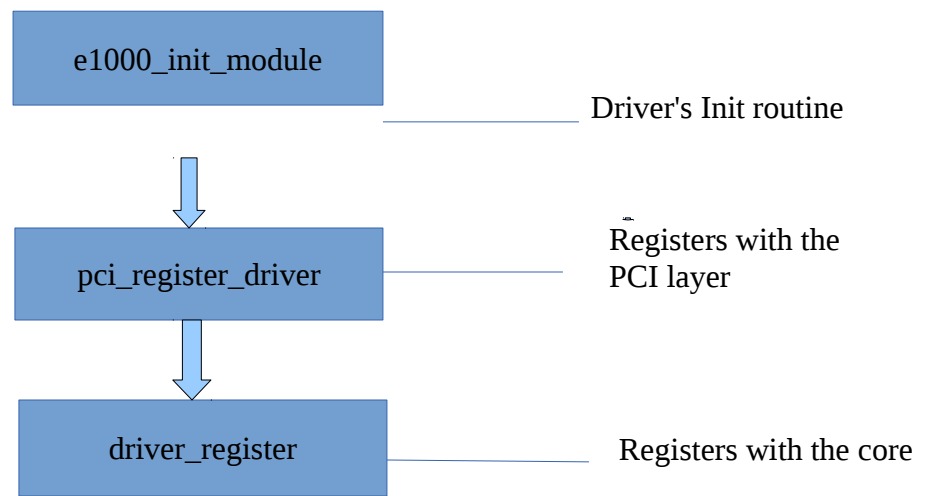 e1000_init_module
Driver's Init routine
pci_register_driver
Registers with the
PCI layer
driver_register
Registers with the core